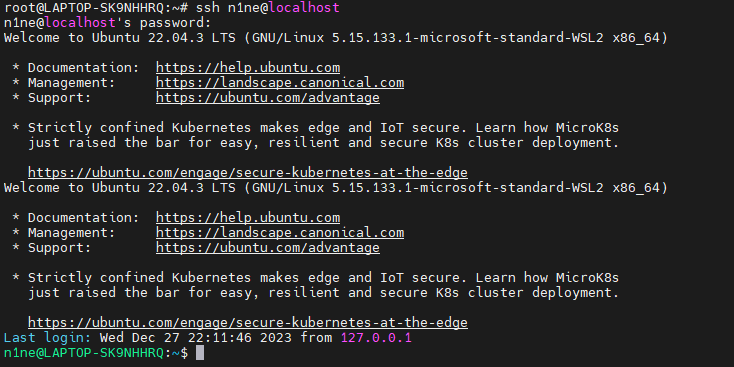 root@LAPTOP-SK9NHHRQ:~# ssh n1ne@localhost
n1ne@localhost's password:
Welcome to Ubuntu 22.04.3 LTS (GNU/Linux 5.15.133.1-microsoft-standard-WSL2 x86_64)
* Documentation: https://help.ubuntu.com
* Management: https://landscape.canonical.com
* Support: https://ubuntu.com/advantage
* Strictly confined Kubernetes makes edge and IoT secure. Learn how MicroK8s
just raised the bar for easy, resilient and secure K8s cluster deployment.
https://ubuntu.com/engage/secure-kubernetes-at-the-edge
Welcome to Ubuntu 22.04.3 LTS (GNU/Linux 5.15.133.1-microsoft-standard-WSL2 x86_64)
* Documentation: https://help.ubuntu.com
* Management: https://landscape.canonical.com
* Support: https://ubuntu.com/advantage
* Strictly confined Kubernetes makes edge and IoT secure. Learn how MicroK8s
just raised the bar for easy, resilient and secure K8s cluster deployment.
https://ubuntu.com/engage/secure-kubernetes-at-the-edge
Last login: Wed Dec 27 22:11:46 2023 from 127.0.0.1
n1ne@LAPTOP-SK9NHHRQ:~$